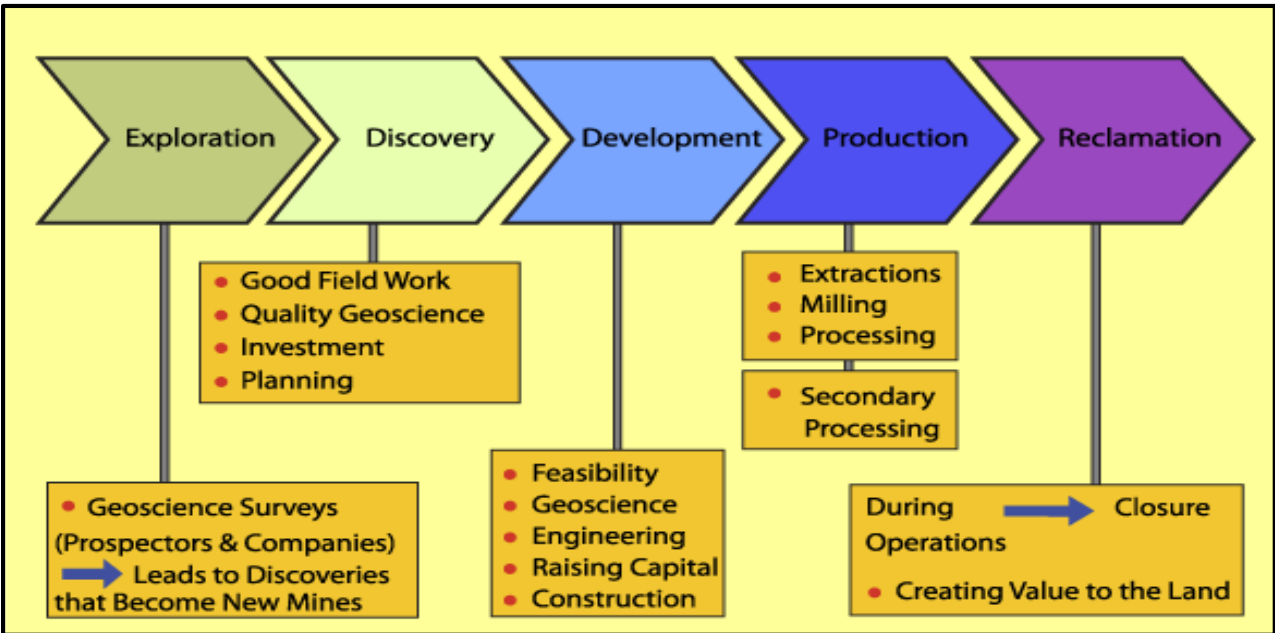 Exploration
Discovery
Development
Production
Reclamation
Geoscience Surveys
(Prospectors & Companies)
Leads to Discoveries
that Become New Mines
Good Field Work
Quality Geoscience
Investment
Planning
Feasibility
Geoscience
Engineering
Raising Capital
Construction
Extractions
Milling
Processing
Secondary
Processing
During Closure
Operations
Creating Value to the Land